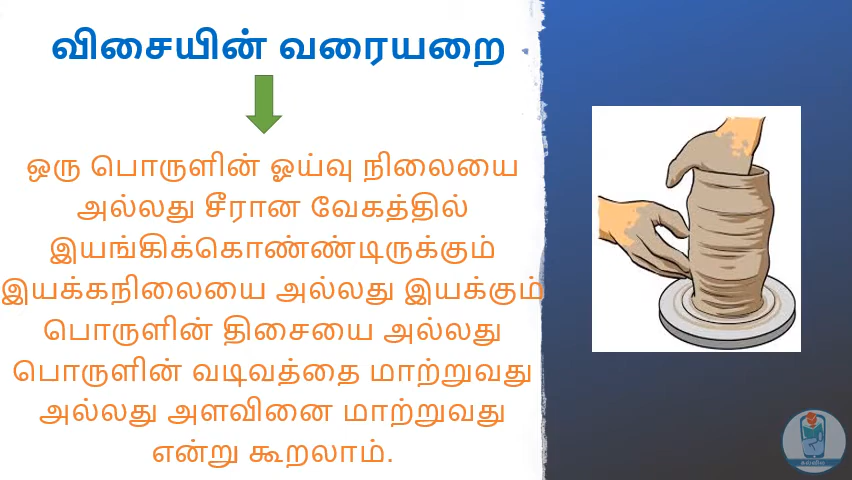 விசையின் வரையறை
ஒரு பொருளின் ஓய்வு நிலையை
அல்லது சீரான வேகத்தில்
இயங்கிக்கொண்ண்டிருக்கும்
இயக்கநிலையை அல்லது இயக்கும்
பொருளின் திசையை அல்லது
பொருளின் வடிவத்தை மாற்றுவது
அல்லது அளவினை மாற்றுவது
என்று கூறலாம்.